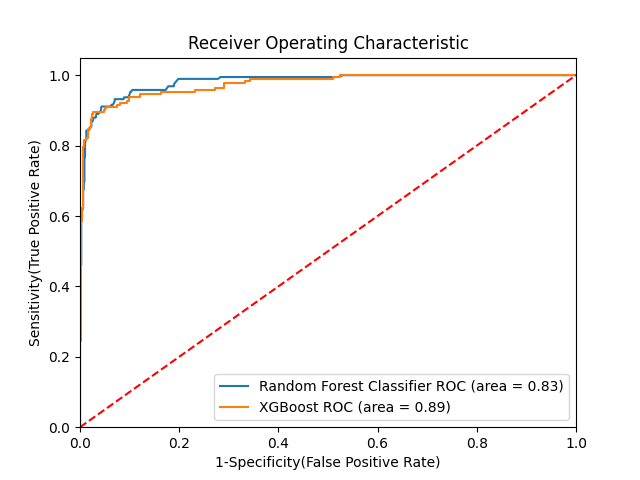 Receiver Operating Characteristic
Sensitivity(True Positive Rate)
1.0
0.8
0.6
0.4
0.2
0.0
0.0 0.2 0.4 0.6 0.8 1.0
1-Specificity(False Positive Rate)
Random Forest Classifier ROC (area = 0.83)
XGBoost ROC (area = 0.89)